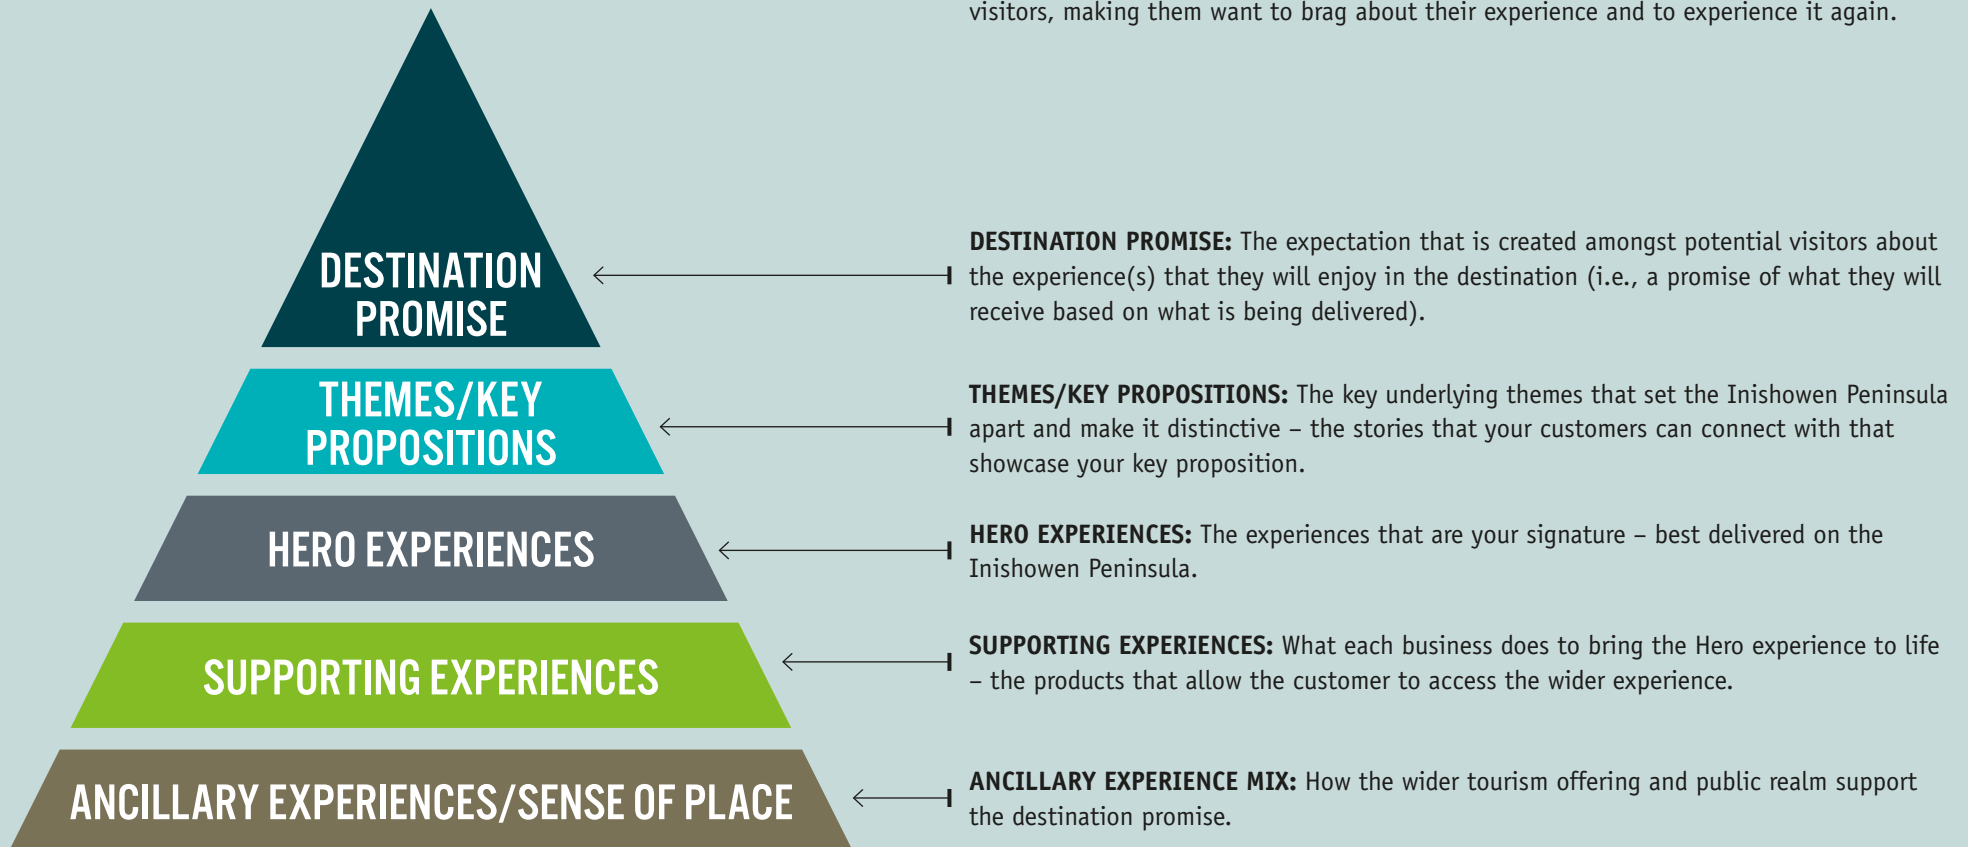 visitors, making them want to brag about their experience and to experience it again.
DESTINATION
PROMISE
DESTINATION PROMISE: The expectation that is created amongst potential visitors about
the experience(s) that they will enjoy in the destination (i.e., a promise of what they will
receive based on what is being delivered).
THEMES/KEY
PROPOSITIONS
THEMES/KEY PROPOSITIONS: The key underlying themes that set the Inishowen Peninsula
apart and make it distinctive – the stories that your customers can connect with that
showcase your key proposition.
HERO EXPERIENCES
HERO EXPERIENCES: The experiences that are your signature – best delivered on the
Inishowen Peninsula.
SUPPORTING EXPERIENCES
SUPPORTING EXPERIENCES: What each business does to bring the Hero experience to life
– the products that allow the customer to access the wider experience.
ANCILLARY EXPERIENCES/SENSE OF PLACE
ANCILLARY EXPERIENCE MIX: How the wider tourism offering and public realm support
the destination promise.